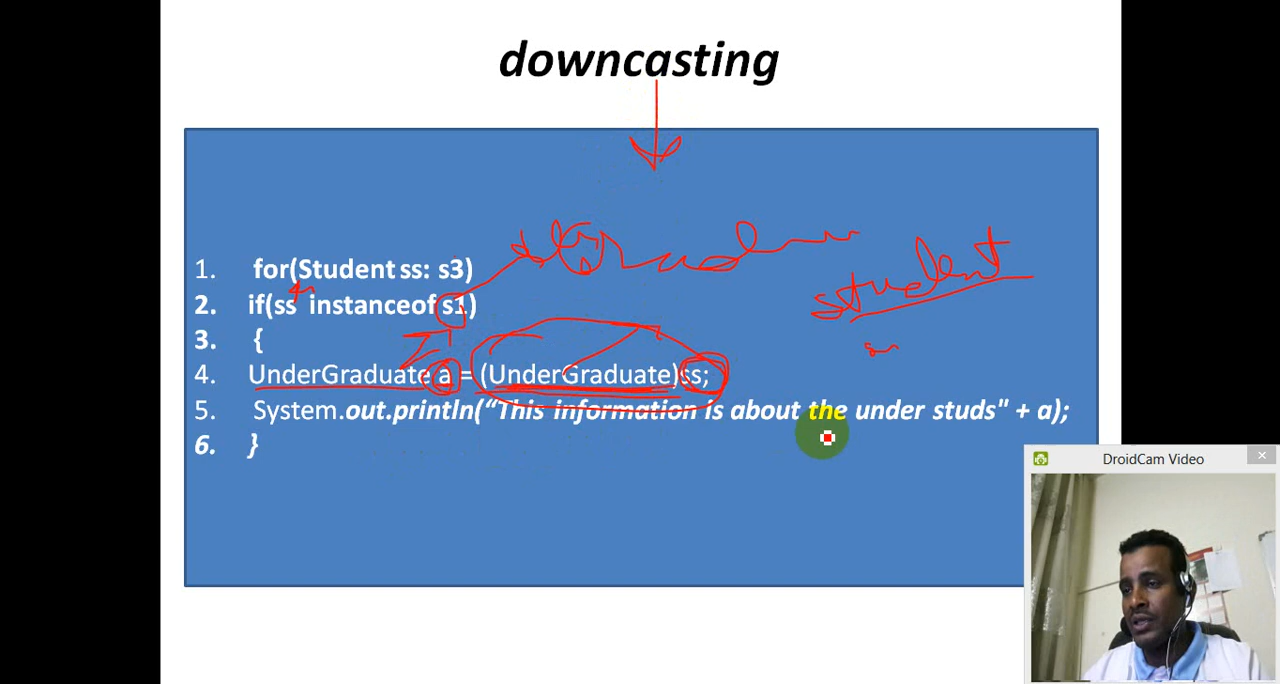 downcasting
1. for(Student ss: s3)
2. if(ss instanceof s1)
3. {
4. UnderGraduate a = (UnderGraduate)ss;
5. System.out.println(“This information is about the under studs" + a);
6. }
student
DroidCam Video